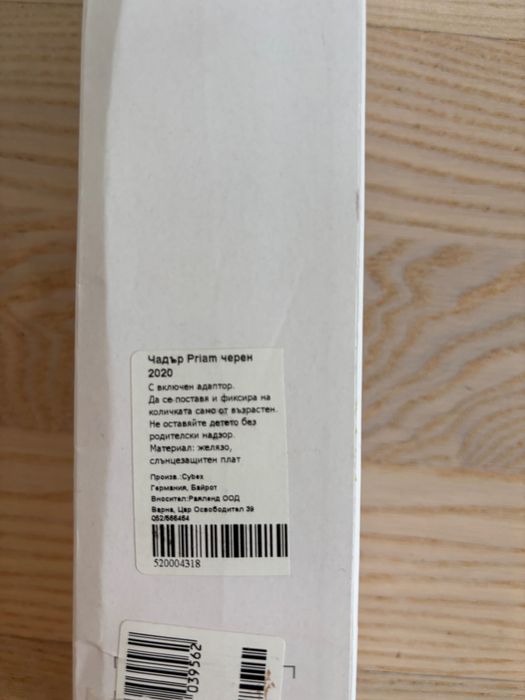 Чадър Priam черен
2020
С включен адаптор.
Да се поставя и фиксира на
количката само от възрастен.
Не оставяйте детето без
родителски надзор.
Материал: желязо,
слънцезащитен плат
Произв.:Cybex
Германия, Байрот
Вносител:Раяленд ООД
Варна, Цар Освободител 39
052/566464
520004318
039562